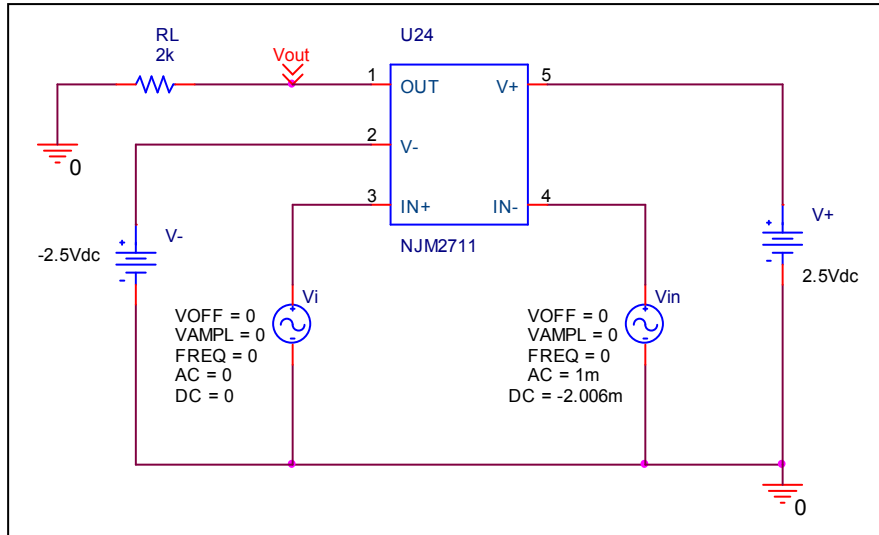 RL
2k
Vout
U24
1
OUT
V+
5
2
V-
3
IN+
IN-
4
NJM2711
0
-2.5Vdc
V-
V+
2.5Vdc
Vi
VOFF = 0
VAMPL = 0
FREQ = 0
AC = 0
DC = 0
Vin
VOFF = 0
VAMPL = 0
FREQ = 0
AC = 1m
DC = -2.006m
0